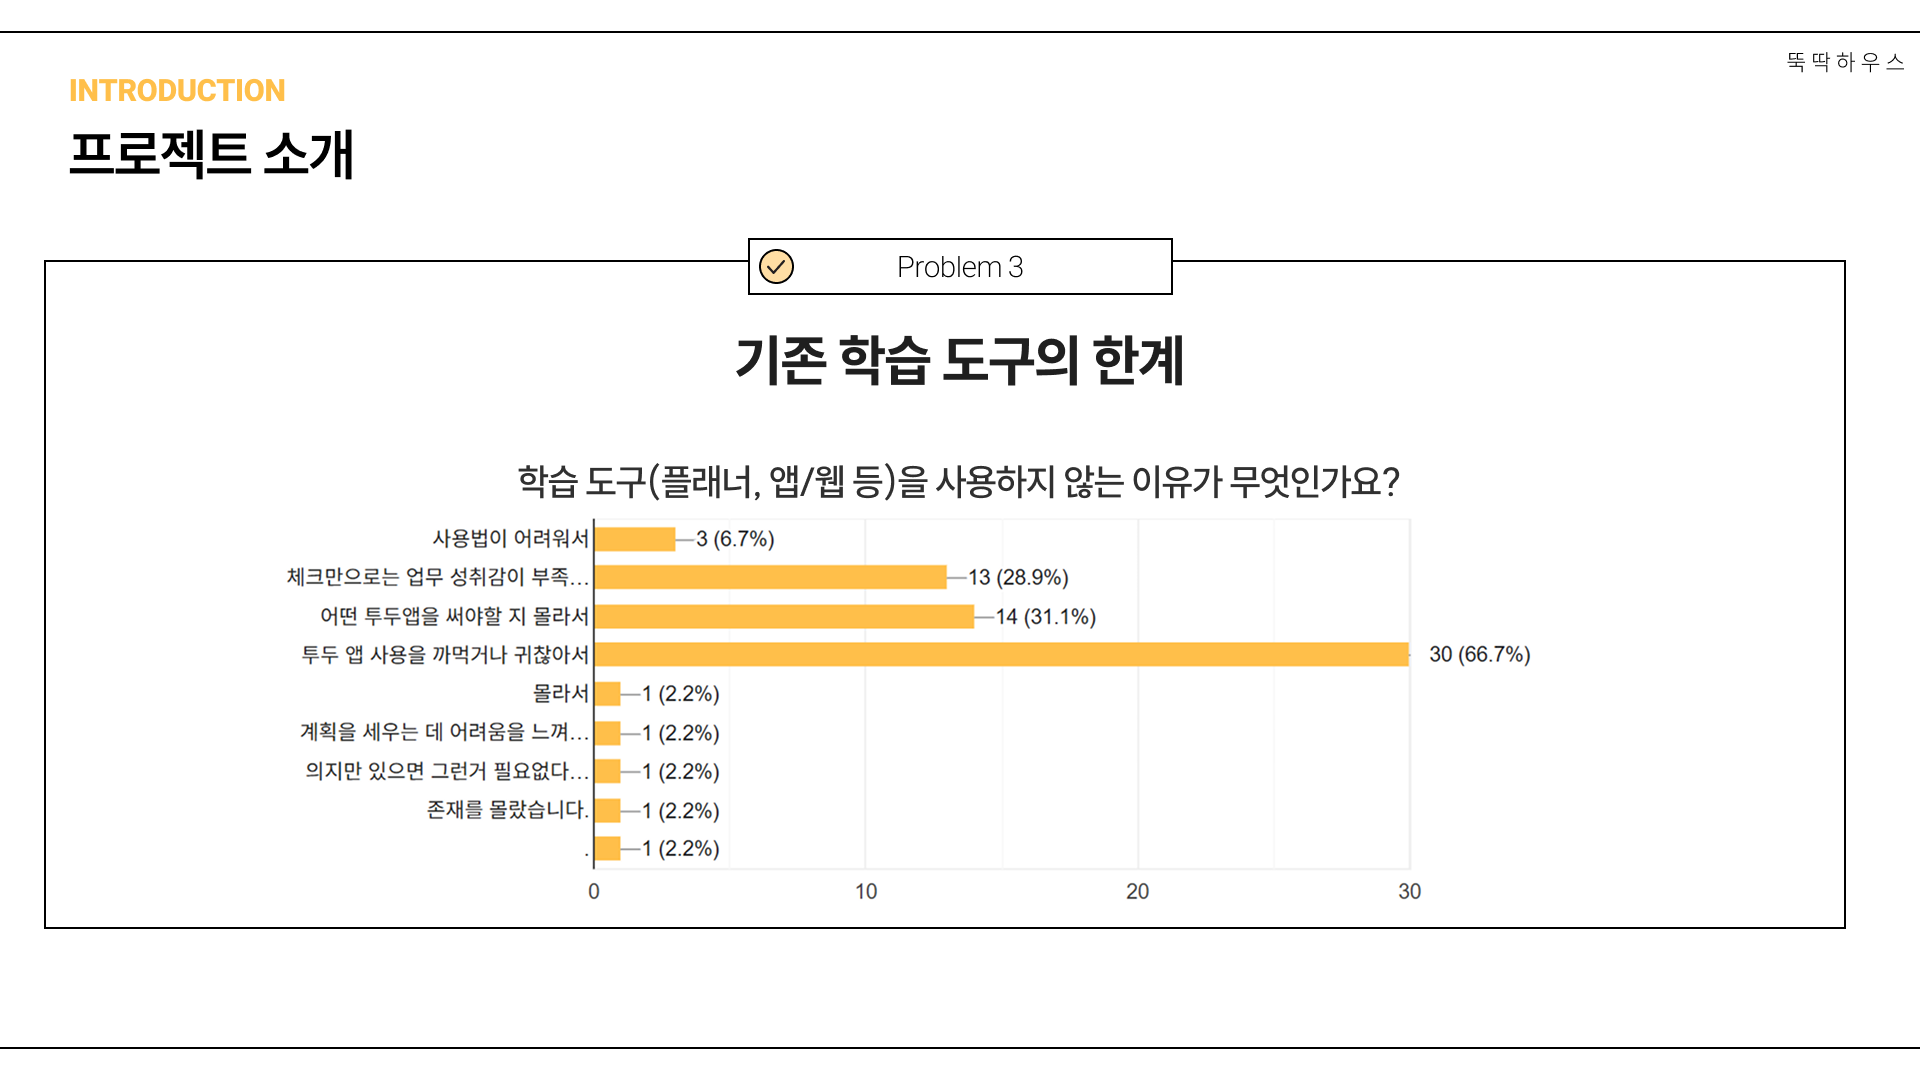 뚝딱하우스
INTRODUCTION
프로젝트 소개
Problem 3
기존 학습 도구의 한계
학습 도구(플래너, 앱/웹 등)을 사용하지 않는 이유가 무엇인가요?
사용법이 어려워서 3 (6.7%)
체크만으로는 업무 성취감이 부족… 13 (28.9%)
어떤 투두앱을 써야할 지 몰라서 14 (31.1%)
투두 앱 사용을 까먹거나 귀찮아서 30 (66.7%)
몰라서 1 (2.2%)
계획을 세우는 데 어려움을 느껴… 1 (2.2%)
의지만 있으면 그런거 필요없다… 1 (2.2%)
존재를 몰랐습니다. 1 (2.2%)
. 1 (2.2%)
0 10 20 30